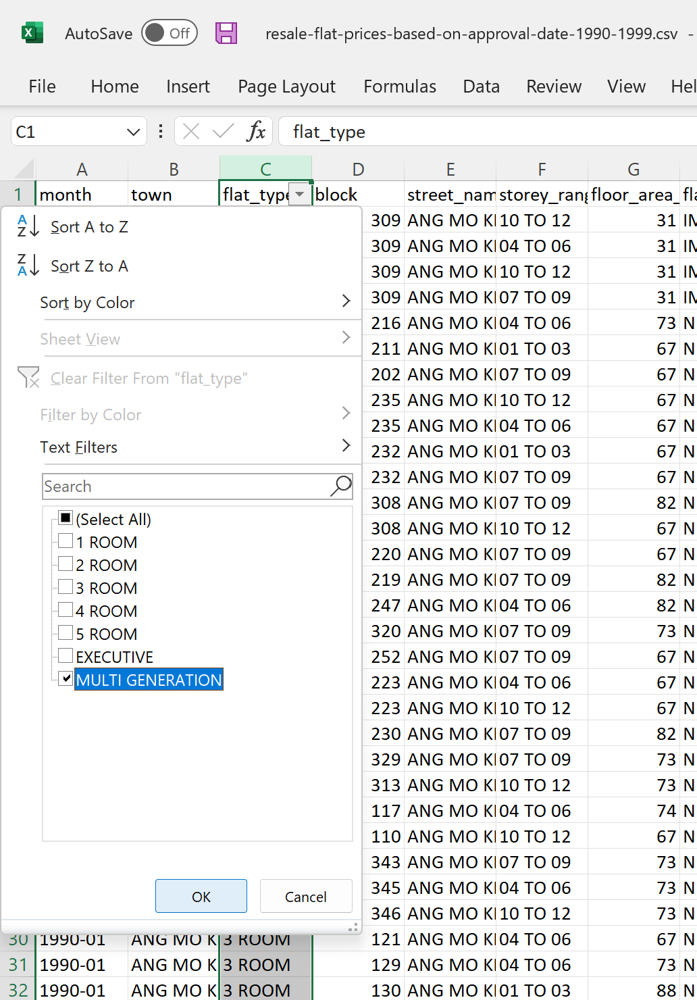 AutoSave Off resale-flat-prices-based-on-approval-date-1990-1999.csv -
File Home Insert Page Layout Formulas Data Review View Hel
C1 fx flat_type
A B C D E F G
1 month town flat_type block street_nam storey_rang floor_area_ fla
Sort A to Z
Sort Z to A
Sort by Color
Sheet View
Clear Filter From "flat_type"
Filter by Color
Text Filters
Search
(Select All)
1 ROOM
2 ROOM
3 ROOM
4 ROOM
5 ROOM
EXECUTIVE
MULTI GENERATION
OK Cancel
309 ANG MO KI 10 TO 12 31 IM
309 ANG MO KI 04 TO 06 31 IM
309 ANG MO KI 10 TO 12 31 IM
309 ANG MO KI 07 TO 09 31 IM
216 ANG MO KI 04 TO 06 73 N
211 ANG MO KI 01 TO 03 67 N
202 ANG MO KI 07 TO 09 67 N
235 ANG MO KI 10 TO 12 67 N
235 ANG MO KI 04 TO 06 67 N
232 ANG MO KI 01 TO 03 67 N
232 ANG MO KI 07 TO 09 67 N
308 ANG MO KI 07 TO 09 82 N
308 ANG MO KI 10 TO 12 67 N
220 ANG MO KI 07 TO 09 67 N
219 ANG MO KI 07 TO 09 82 N
247 ANG MO KI 04 TO 06 82 N
320 ANG MO KI 07 TO 09 73 N
252 ANG MO KI 07 TO 09 67 N
223 ANG MO KI 04 TO 06 67 N
223 ANG MO KI 10 TO 12 67 N
230 ANG MO KI 07 TO 09 82 N
329 ANG MO KI 07 TO 09 73 N
313 ANG MO KI 10 TO 12 73 N
117 ANG MO KI 04 TO 06 74 N
110 ANG MO KI 10 TO 12 67 N
343 ANG MO KI 07 TO 09 73 N
345 ANG MO KI 04 TO 06 73 N
346 ANG MO KI 10 TO 12 73 N
30 1990-01 ANG MO K 3 ROOM 121 ANG MO KI 04 TO 06 67 N
31 1990-01 ANG MO K 3 ROOM 129 ANG MO KI 04 TO 06 73 N
32 1990-01 ANG MO K 3 ROOM 130 ANG MO KI 01 TO 03 88 N